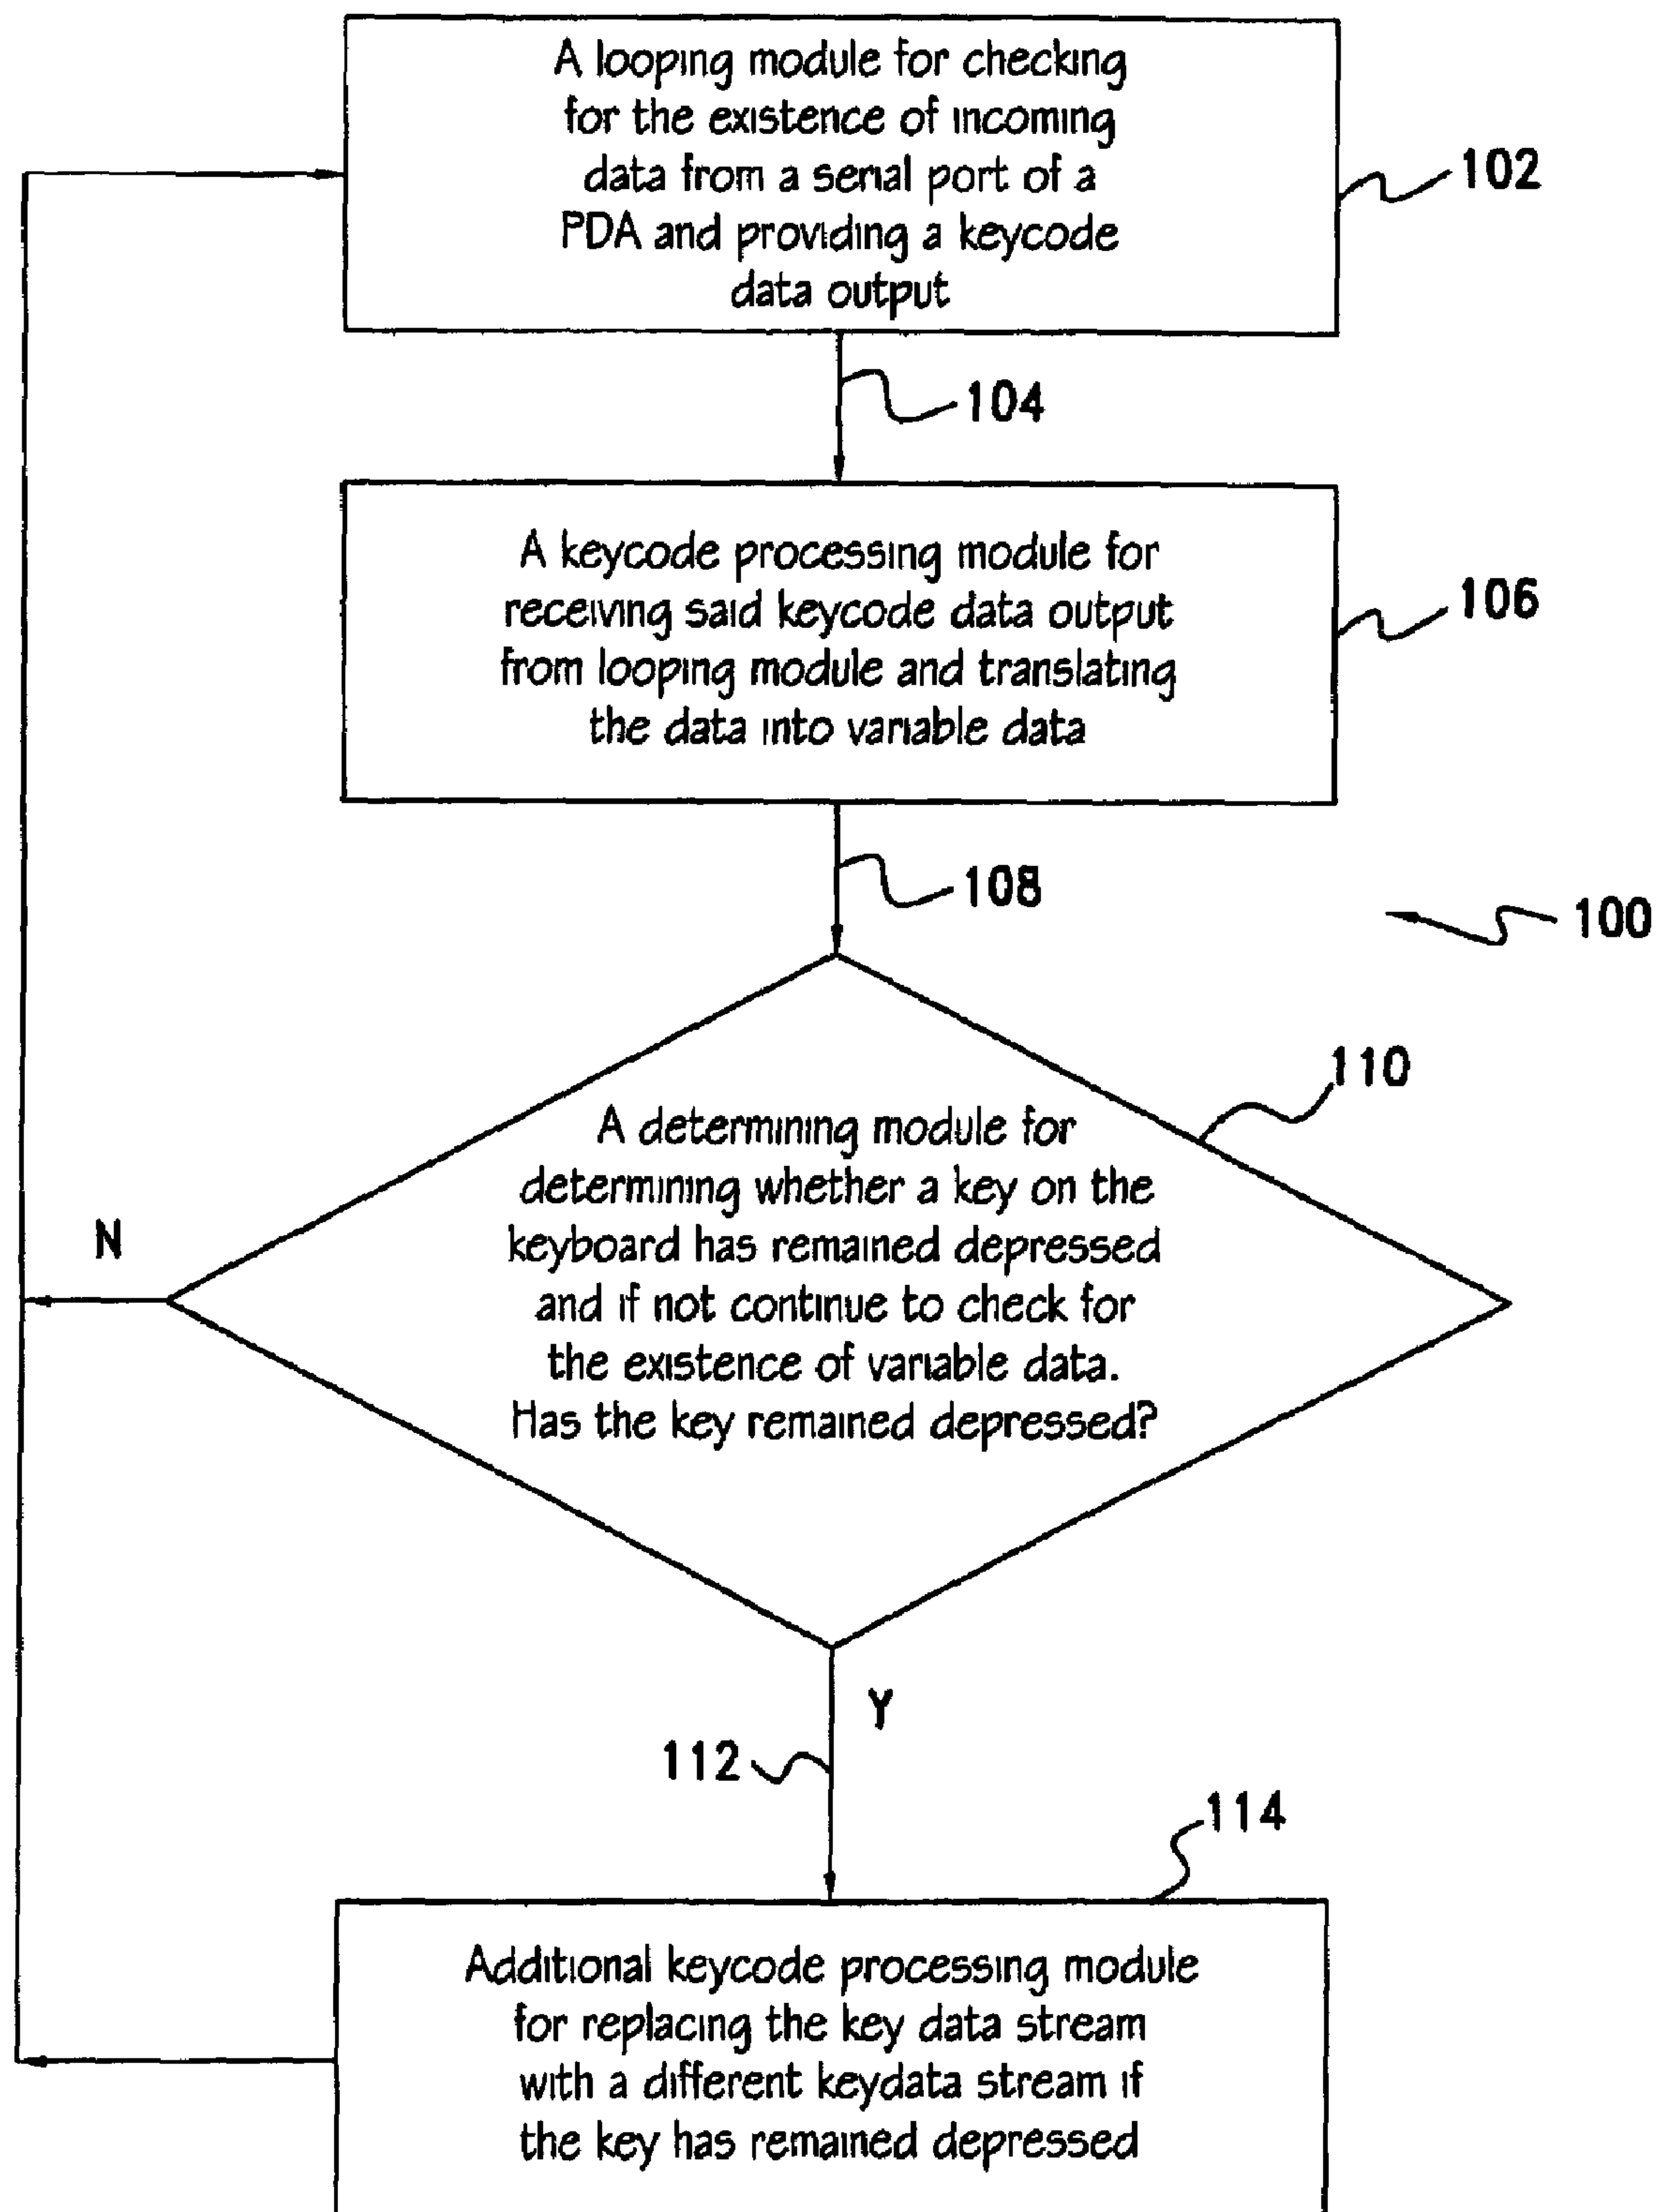 A looping module for checking
for the existence of incoming
data from a serial port of a
PDA and providing a keycode
data output
102
104
A keycode processing module for
receiving said keycode data output
from looping module and translating
the data into variable data
106
108
100
110
A determining module for
determining whether a key on the
keyboard has remained depressed
and if not continue to check for
the existence of variable data.
Has the key remained depressed?
N
Y
112
114
Additional keycode processing module
for replacing the key data stream
with a different keydata stream if
the key has remained depressed